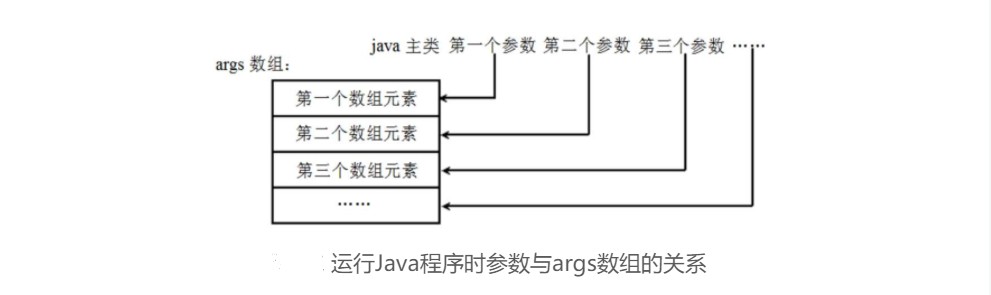 java 主类 第一个参数 第二个参数 第三个参数 ……
args 数组：
第一个数组元素
第二个数组元素
第三个数组元素
……
运行Java程序时参数与args数组的关系